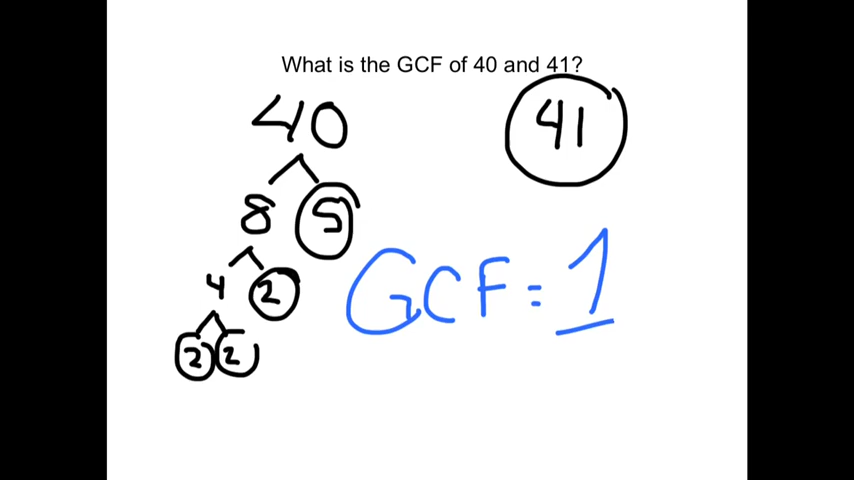 What is the GCF of 40 and 41?
40 41
8 5
4 2
GCF = 1
2 2